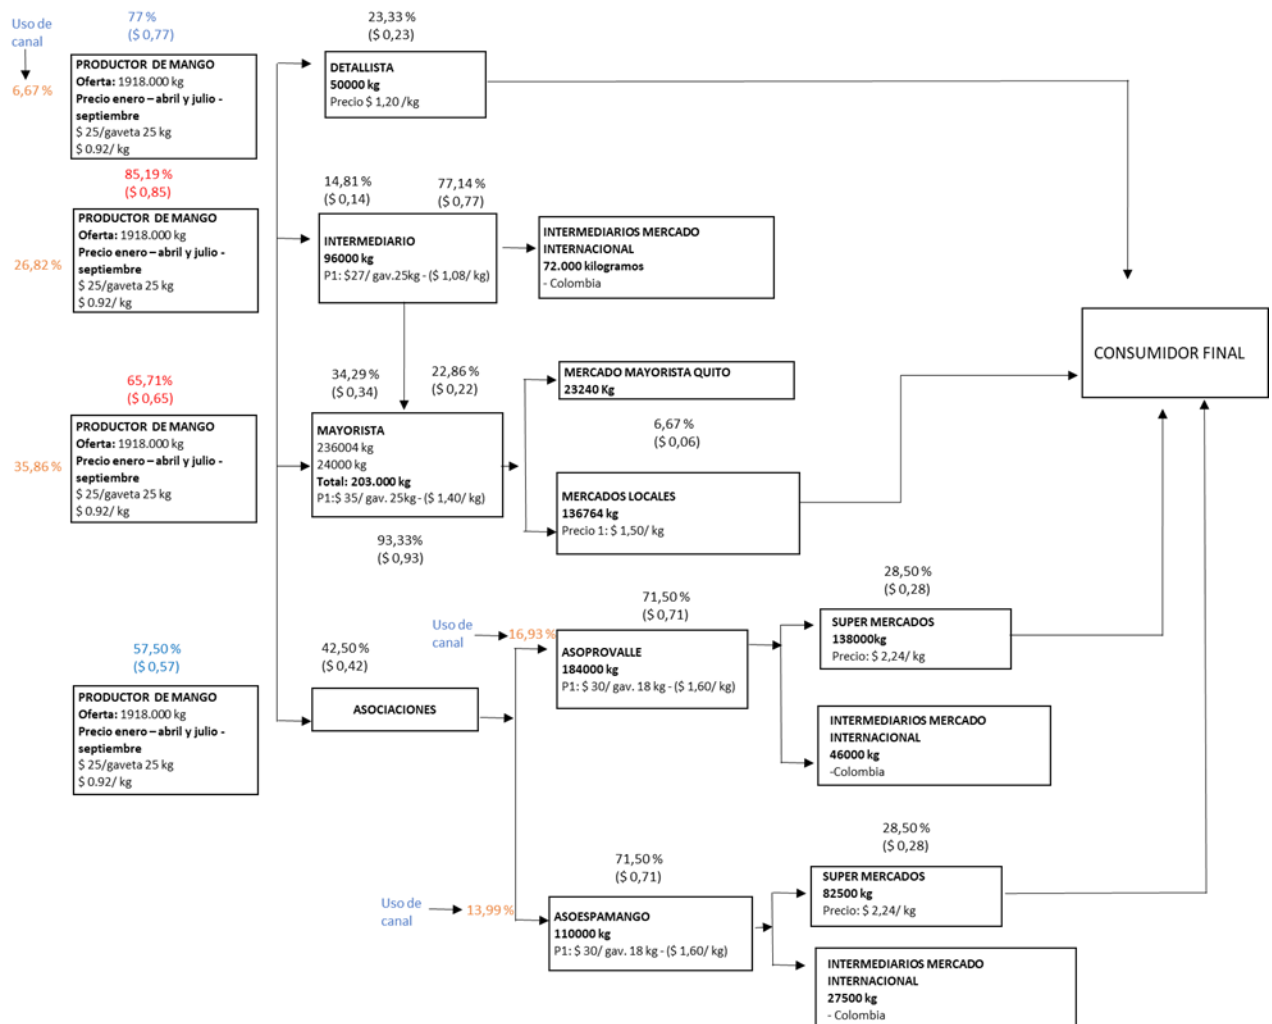 Uso de
canal
6,67 %
77 %
($ 0,77)
PRODUCTOR DE MANGO
Oferta: 1918.000 kg
Precio enero – abril y julio -
septiembre
$ 25/gaveta 25 kg
$ 0.92/ kg
23,33 %
($ 0,23)
DETALLISTA
50000 kg
Precio $ 1,20 /kg
85,19 %
($ 0,85)
26,82 %
PRODUCTOR DE MANGO
Oferta: 1918.000 kg
Precio enero – abril y julio -
septiembre
$ 25/gaveta 25 kg
$ 0.92/ kg
14,81 %
($ 0,14)
77,14 %
($ 0,77)
INTERMEDIARIO
96000 kg
P1: $27/ gav.25kg - ($ 1,08/ kg)
INTERMEDIARIOS MERCADO
INTERNACIONAL
72.000 kilogramos
- Colombia
CONSUMIDOR FINAL
65,71%
($ 0,65)
35,86 %
PRODUCTOR DE MANGO
Oferta: 1918.000 kg
Precio enero – abril y julio -
septiembre
$ 25/gaveta 25 kg
$ 0.92/ kg
34,29 %
($ 0,34)
22,86 %
($ 0,22)
MAYORISTA
236004 kg
24000 kg
Total: 203.000 kg
P1:$ 35/ gav. 25kg - ($ 1,40/ kg)
93,33%
($ 0,93)
MERCADO MAYORISTA QUITO
23240 Kg
6,67 %
($ 0,06)
MERCADOS LOCALES
136764 kg
Precio 1: $ 1,50/ kg
57,50 %
($ 0,57)
PRODUCTOR DE MANGO
Oferta: 1918.000 kg
Precio enero – abril y julio -
septiembre
$ 25/gaveta 25 kg
$ 0.92/ kg
42,50 %
($ 0,42)
ASOCIACIONES
Uso de
canal
16,93 %
71,50 %
($ 0,71)
ASOPROVALLE
184000 kg
P1: $ 30/ gav. 18 kg - ($ 1,60/ kg)
28,50 %
($ 0,28)
SUPER MERCADOS
138000kg
Precio: $ 2,24/ kg
INTERMEDIARIOS MERCADO
INTERNACIONAL
46000 kg
-Colombia
Uso de
canal
13,99 %
71,50 %
($ 0,71)
ASOESPAMANGO
110000 kg
P1: $ 30/ gav. 18 kg - ($ 1,60/ kg)
28,50 %
($ 0,28)
SUPER MERCADOS
82500 kg
Precio: $ 2,24/ kg
INTERMEDIARIOS MERCADO
INTERNACIONAL
27500 kg
- Colombia